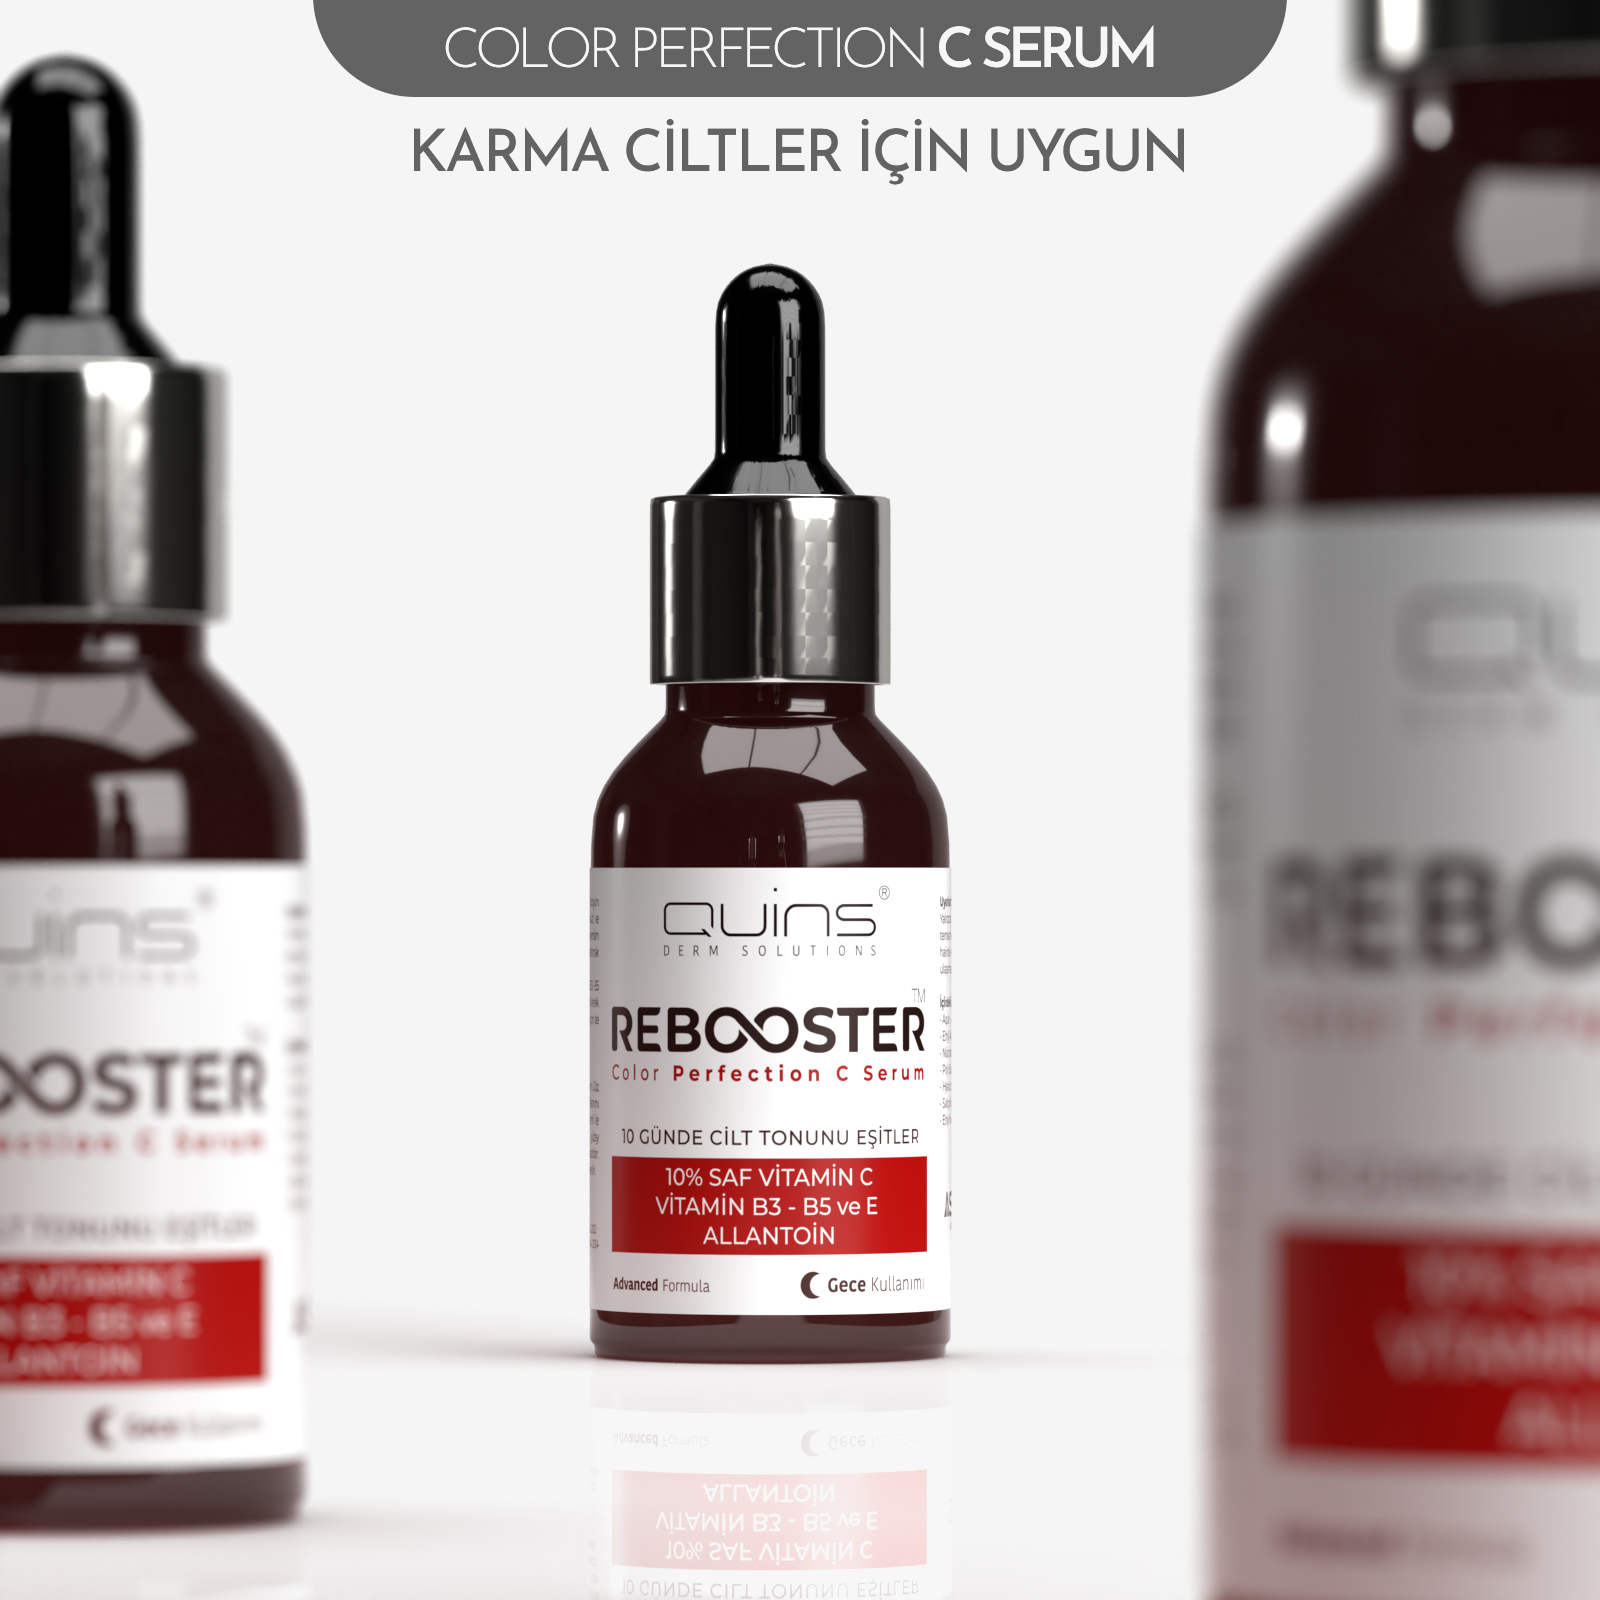 COLOR PERFECTION C SERUM
KARMA CİLTLER İÇİN UYGUN
QUiNS®
DERM SOLUTIONS
REBOOSTER™
Color Perfection C Serum
10 GÜNDE CİLT TONUNU EŞİTLER
10% SAF VİTAMİN C
VİTAMİN B3 - B5 ve E
ALLANTOİN
Advanced Formula
Gece Kullanımı